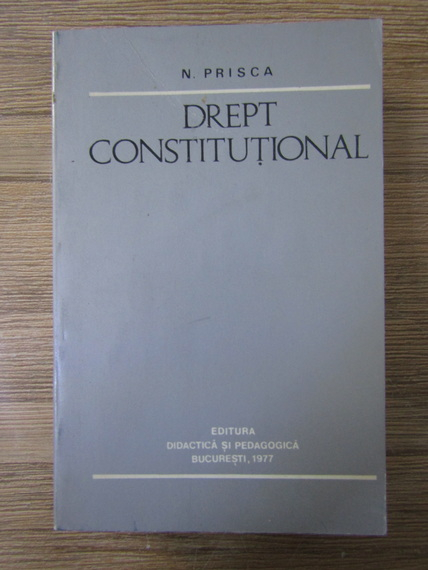 N. PRISCA
DREPT
CONSTITUȚIONAL
EDITURA
DIDACTICĂ ȘI PEDAGOGICĂ
BUCUREȘTI, 1977